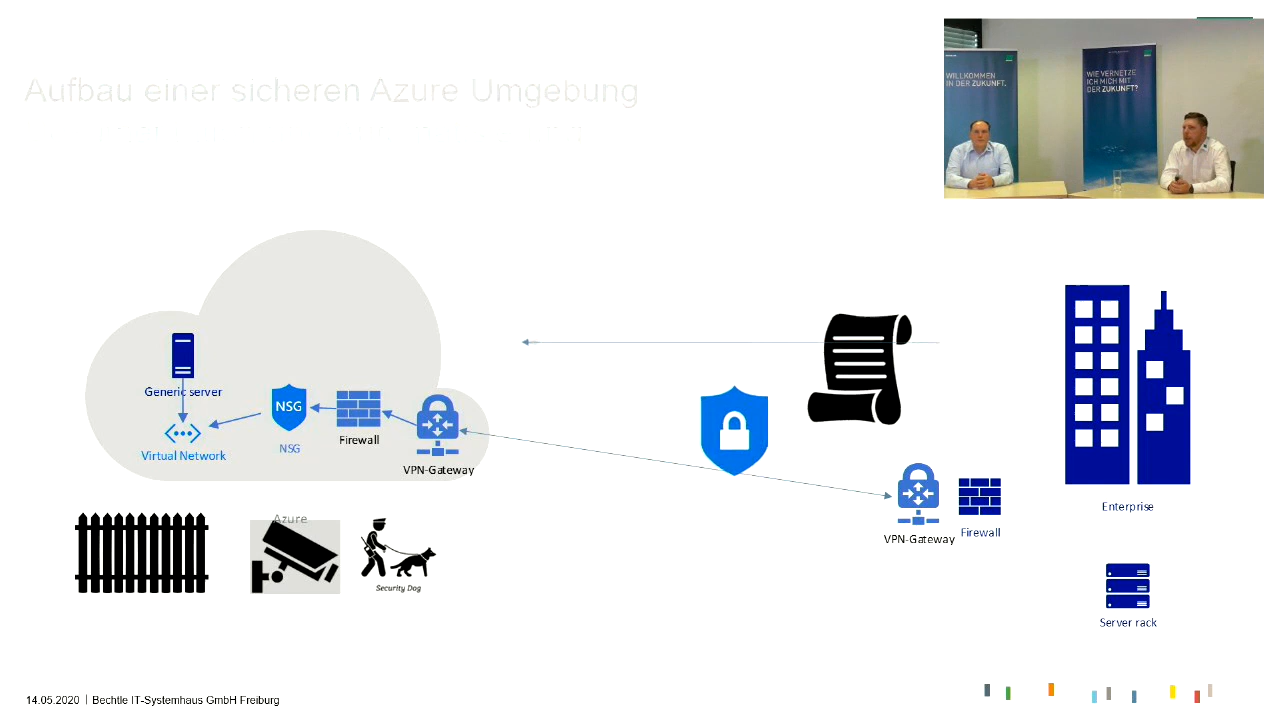 Aufbau einer sicheren Azure Umgebung
WILLKOMMEN
IN DER ZUKUNFT.
WIE VERNETZE
ICH MICH MIT
DER ZUKUNFT?
Generic server
NSG
Firewall
NSG
Virtual Network
VPN-Gateway
Enterprise
Azure
VPN-Gateway
Firewall
Security Dog
Server rack
14.05.2020 | Bechtle IT-Systemhaus GmbH Freiburg